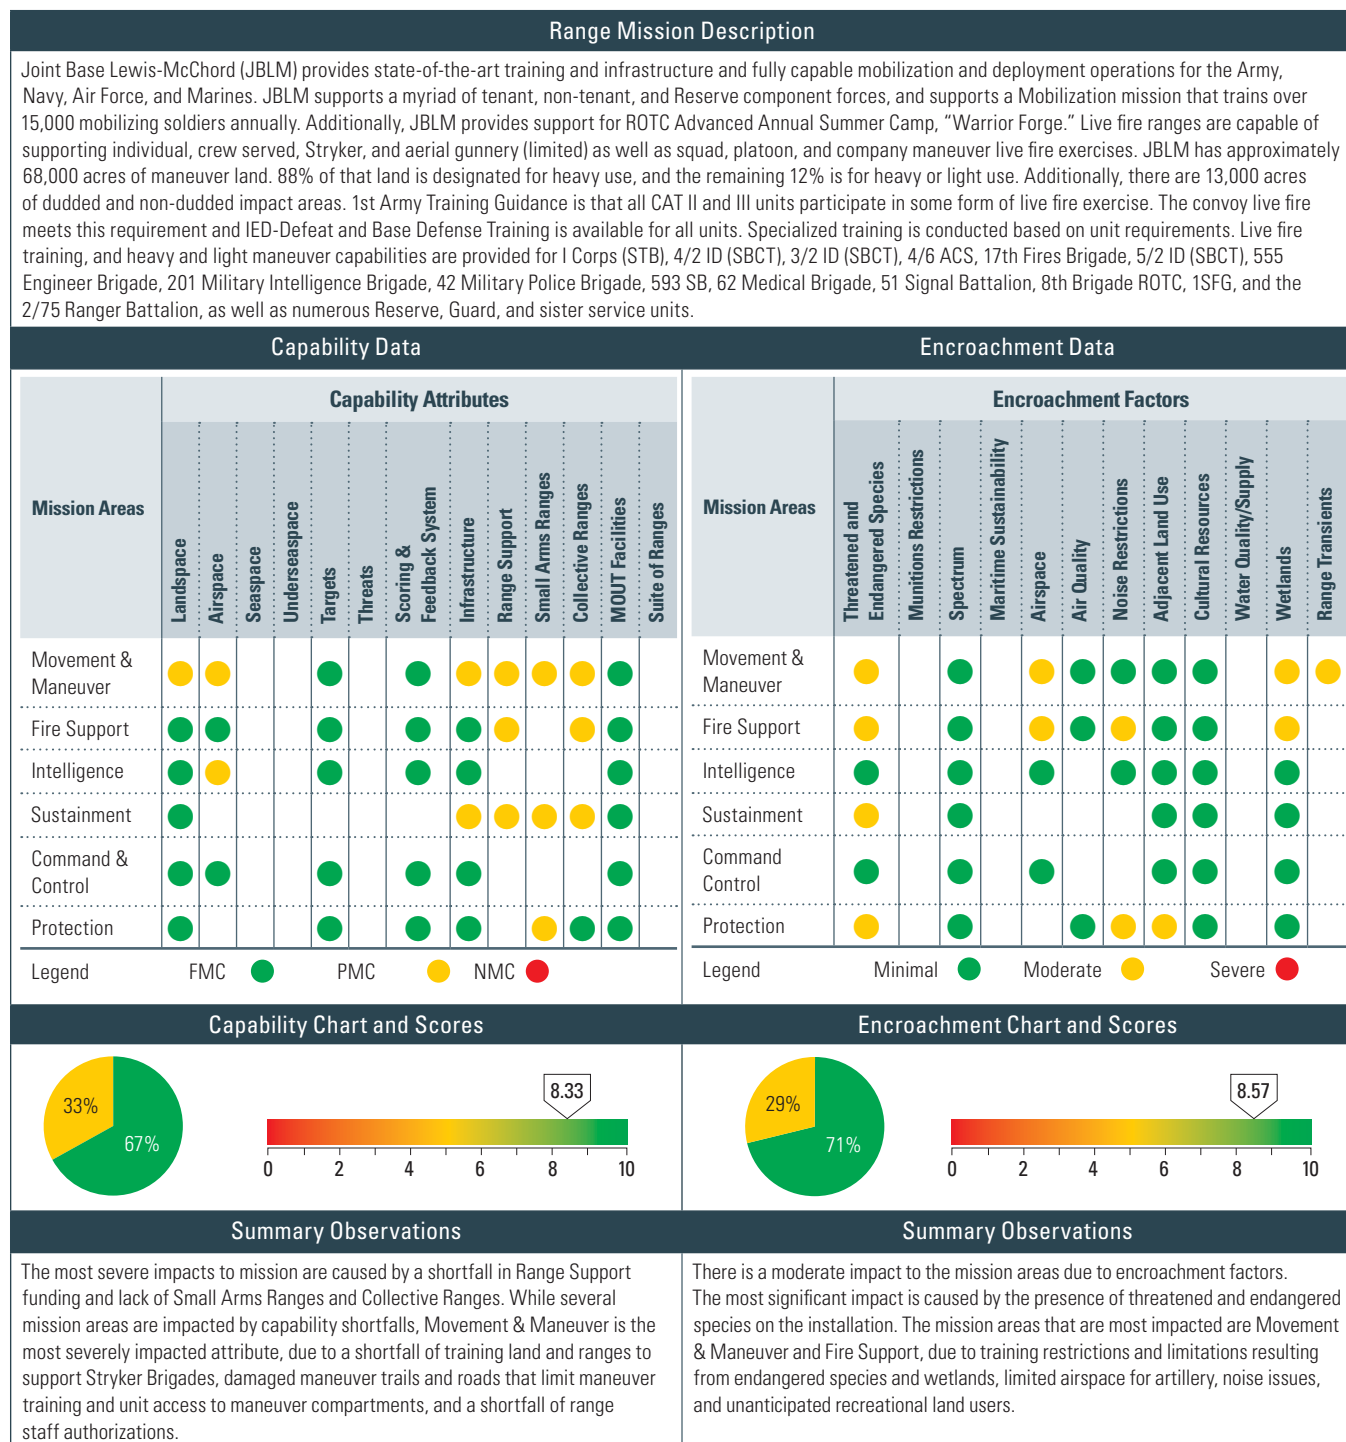 Range Mission Description
Joint Base Lewis-McChord (JBLM) provides state-of-the-art training and infrastructure and fully capable mobilization and deployment operations for the Army,
Navy, Air Force, and Marines. JBLM supports a myriad of tenant, non-tenant, and Reserve component forces, and supports a Mobilization mission that trains over
15,000 mobilizing soldiers annually. Additionally, JBLM provides support for ROTC Advanced Annual Summer Camp, “Warrior Forge.” Live fire ranges are capable of
supporting individual, crew served, Stryker, and aerial gunnery (limited) as well as squad, platoon, and company maneuver live fire exercises. JBLM has approximately
68,000 acres of maneuver land. 88% of that land is designated for heavy use, and the remaining 12% is for heavy or light use. Additionally, there are 13,000 acres
of dudded and non-dudded impact areas. 1st Army Training Guidance is that all CAT II and III units participate in some form of live fire exercise. The convoy live fire
meets this requirement and IED-Defeat and Base Defense Training is available for all units. Specialized training is conducted based on unit requirements. Live fire
training, and heavy and light maneuver capabilities are provided for I Corps (STB), 4/2 ID (SBCT), 3/2 ID (SBCT), 4/6 ACS, 17th Fires Brigade, 5/2 ID (SBCT), 555
Engineer Brigade, 201 Military Intelligence Brigade, 42 Military Police Brigade, 593 SB, 62 Medical Brigade, 51 Signal Battalion, 8th Brigade ROTC, 1SFG, and the
2/75 Ranger Battalion, as well as numerous Reserve, Guard, and sister service units.
Capability Data
Capability Attributes
Mission Areas
Landspace
Airspace
Seaspace
Underseaspace
Targets
Threats
Scoring &
Feedback System
Infrastructure
Range Support
Small Arms Ranges
Collective Ranges
MOUT Facilities
Suite of Ranges
Movement &
Maneuver
Fire Support
Intelligence
Sustainment
Command &
Control
Protection
Legend FMC PMC NMC
Encroachment Data
Encroachment Factors
Mission Areas
Threatened and
Endangered Species
Munitions Restrictions
Spectrum
Maritime Sustainability
Airspace
Air Quality
Noise Restrictions
Adjacent Land Use
Cultural Resources
Water Quality/Supply
Wetlands
Range Transients
Movement &
Maneuver
Fire Support
Intelligence
Sustainment
Command
Control
Protection
Legend Minimal Moderate Severe
Capability Chart and Scores
33%
67%
8.33
0 2 4 6 8 10
Encroachment Chart and Scores
29%
71%
8.57
0 2 4 6 8 10
Summary Observations
The most severe impacts to mission are caused by a shortfall in Range Support
funding and lack of Small Arms Ranges and Collective Ranges. While several
mission areas are impacted by capability shortfalls, Movement & Maneuver is the
most severely impacted attribute, due to a shortfall of training land and ranges to
support Stryker Brigades, damaged maneuver trails and roads that limit maneuver
training and unit access to maneuver compartments, and a shortfall of range
staff authorizations.
Summary Observations
There is a moderate impact to the mission areas due to encroachment factors.
The most significant impact is caused by the presence of threatened and endangered
species on the installation. The mission areas that are most impacted are Movement
& Maneuver and Fire Support, due to training restrictions and limitations resulting
from endangered species and wetlands, limited airspace for artillery, noise issues,
and unanticipated recreational land users.